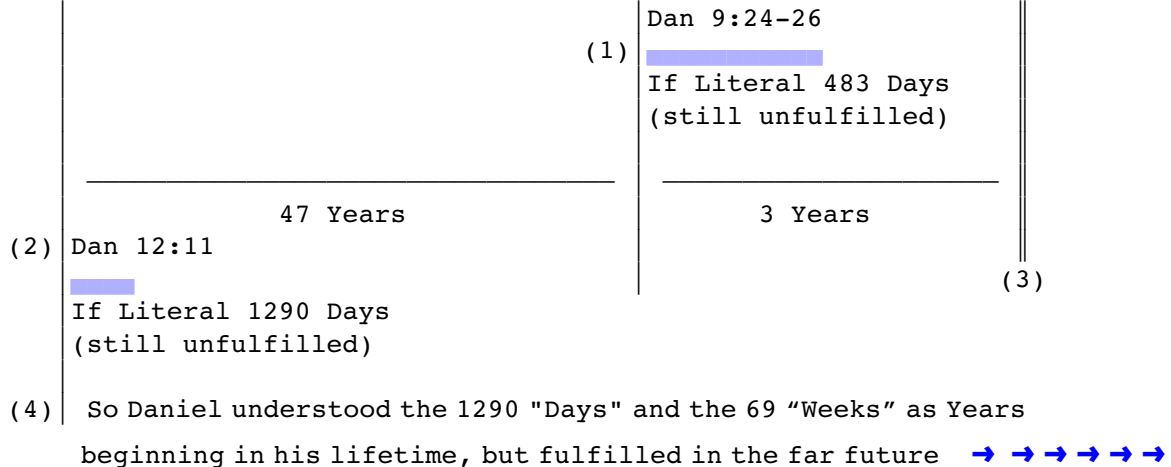 Dan 9:24-26
(1)
If Literal 483 Days
(still unfulfilled)
47 Years 3 Years
(2) Dan 12:11
(3)
If Literal 1290 Days
(still unfulfilled)
(4) So Daniel understood the 1290 "Days" and the 69 “Weeks” as Years
beginning in his lifetime, but fulfilled in the far future → → → → → →